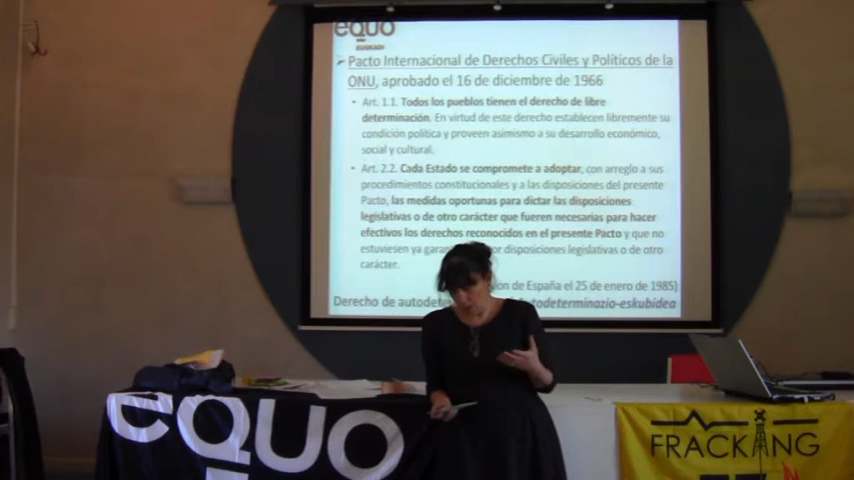 equo
EUSKADI
Pacto Internacional de Derechos Civiles y Políticos de la
ONU, aprobado el 16 de diciembre de 1966
• Art. 1.1. Todos los pueblos tienen el derecho de libre
determinación. En virtud de este derecho establecen libremente su
condición política y proveen asimismo a su desarrollo económico,
social y cultural.
• Art. 2.2. Cada Estado se compromete a adoptar, con arreglo a sus
procedimientos constitucionales y a las disposiciones del presente
Pacto, las medidas oportunas para dictar las disposiciones
legislativas o de otro carácter que fueren necesarias para hacer
efectivos los derechos reconocidos en el presente Pacto y que no
estuviesen ya por disposiciones legislativas o de otro
carácter.
de España el 25 de enero de 1985)
Derecho de
equo
FRACKING